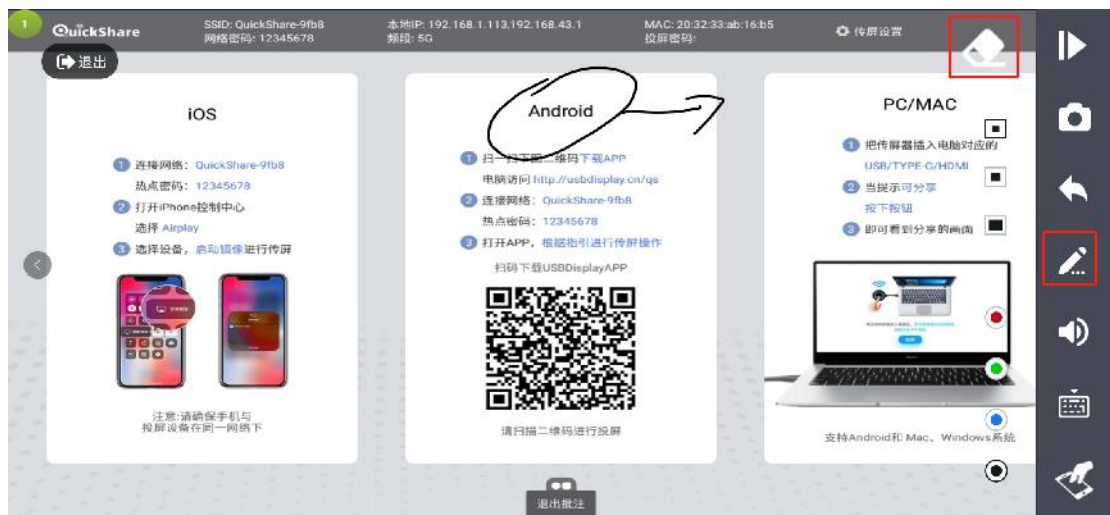 1
QuickShare
SSID: QuickShare-9fb8
网络密码: 12345678
本地IP: 192.168.1.113,192.168.43.1
频段: 5G
MAC: 20:32:33:ab:16:b5
投屏密码:
传屏设置
退出
iOS
1 连接网络: QuickShare-9fb8
热点密码: 12345678
2 打开iPhone控制中心
选择 Airplay
3 选择设备，启动镜像进行传屏
注意:请确保手机与
投屏设备在同一网络下
Android
1 扫一扫下图二维码下载APP
电脑访问 http://usbdisplay.cn/qs
2 连接网络: QuickShare-9fb8
热点密码: 12345678
3 打开APP，根据指引进行传屏操作
扫码下载USBDisplayAPP
请扫描二维码进行投屏
PC/MAC
1 把传屏器插入电脑对应的
USB/TYPE-C/HDMI
2 当提示可分享
按下按钮
3 即可看到分享的画面
支持Android和 Mac、Windows系统
退出批注